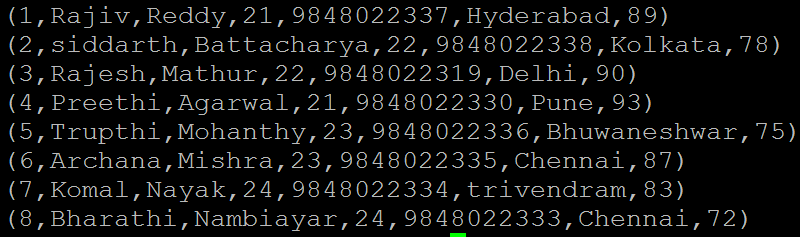 (1,Rajiv,Reddy,21,9848022337,Hyderabad,89)
(2,siddarth,Battacharya,22,9848022338,Kolkata,78)
(3,Rajesh,Mathur,22,9848022319,Delhi,90)
(4,Preethi,Agarwal,21,9848022330,Pune,93)
(5,Trupthi,Mohanthy,23,9848022336,Bhuwaneshwar,75)
(6,Archana,Mishra,23,9848022335,Chennai,87)
(7,Komal,Nayak,24,9848022334,trivendram,83)
(8,Bharathi,Nambiayar,24,9848022333,Chennai,72)